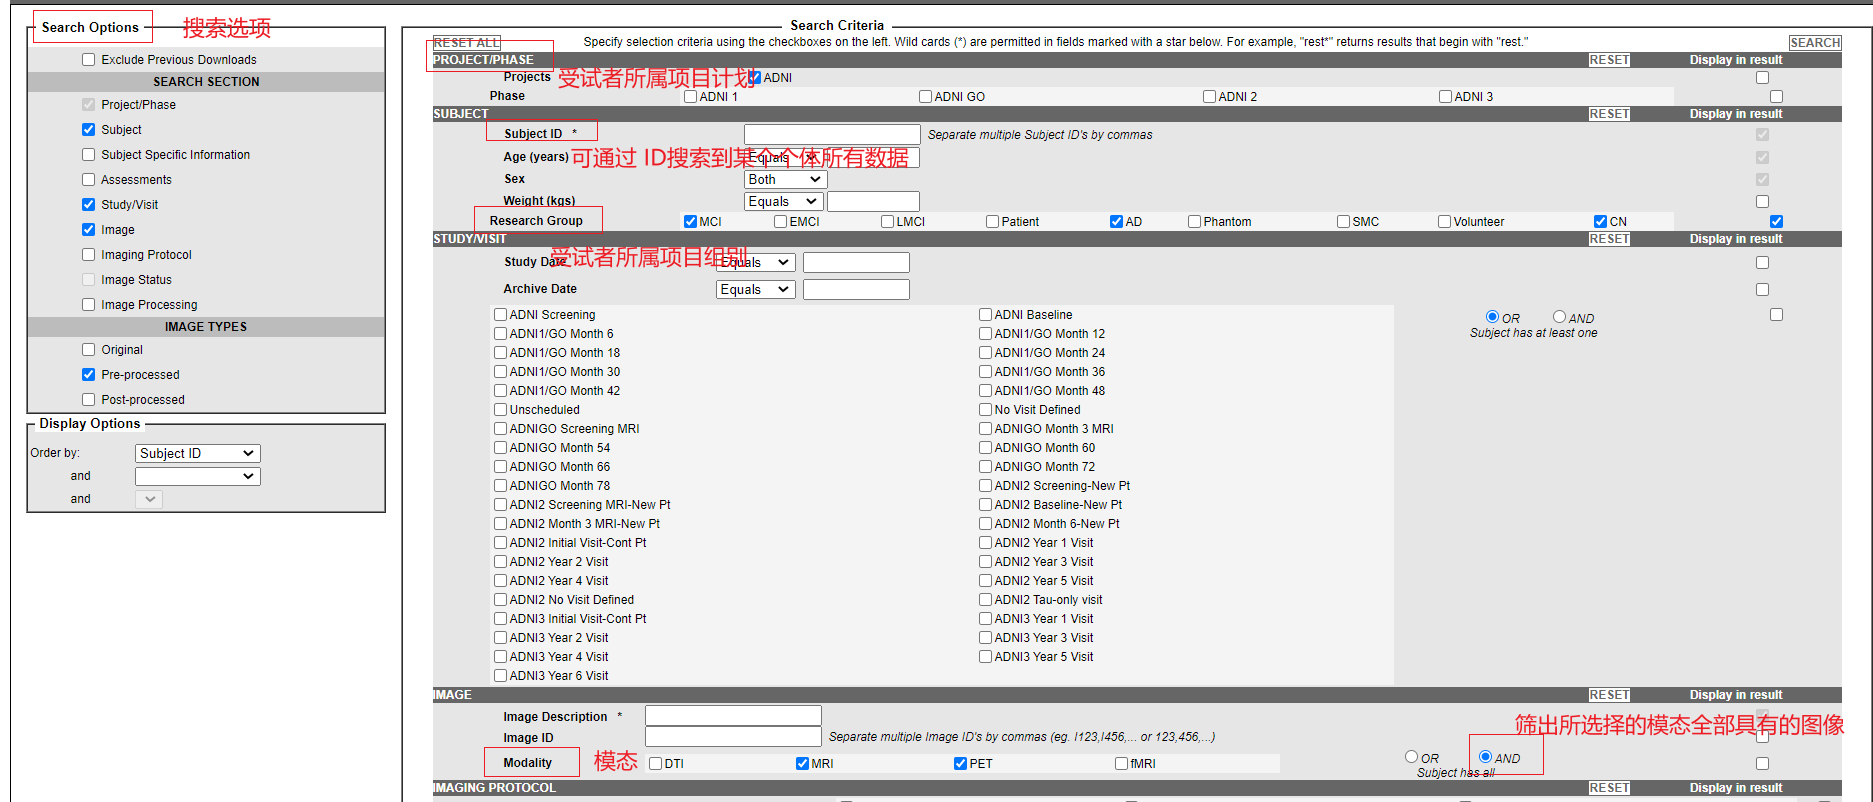 Search Options
搜索选项
Exclude Previous Downloads
SEARCH SECTION
Project/Phase
Subject
Subject Specific Information
Assessments
Study/Visit
Image
Imaging Protocol
Image Status
Image Processing
IMAGE TYPES
Original
Pre-processed
Post-processed
Display Options
Order by: Subject ID
and
and
Search Criteria
RESET ALL Specify selection criteria using the checkboxes on the left. Wild cards (*) are permitted in fields marked with a star below. For example, "rest*" returns results that begin with "rest." SEARCH
PROJECT/PHASE RESET Display in result
Projects ADNI
受试者所属项目计划
Phase ADNI 1 ADNI GO ADNI 2 ADNI 3
SUBJECT RESET Display in result
Subject ID * Separate multiple Subject ID's by commas
Age (years) Equals
可通过 ID搜索到某个个体所有数据
Sex Both
Weight (kgs) Equals
Research Group MCI EMCI LMCI Patient AD Phantom SMC Volunteer CN
STUDY/VISIT RESET Display in result
受试者所属项目组别
Study Date Equals
Archive Date Equals
ADNI Screening ADNI Baseline OR AND
ADNI1/GO Month 6 ADNI1/GO Month 12 Subject has at least one
ADNI1/GO Month 18 ADNI1/GO Month 24
ADNI1/GO Month 30 ADNI1/GO Month 36
ADNI1/GO Month 42 ADNI1/GO Month 48
Unscheduled No Visit Defined
ADNIGO Screening MRI ADNIGO Month 3 MRI
ADNIGO Month 54 ADNIGO Month 60
ADNIGO Month 66 ADNIGO Month 72
ADNIGO Month 78 ADNI2 Screening-New Pt
ADNI2 Screening MRI-New Pt ADNI2 Baseline-New Pt
ADNI2 Month 3 MRI-New Pt ADNI2 Month 6-New Pt
ADNI2 Initial Visit-Cont Pt ADNI2 Year 1 Visit
ADNI2 Year 2 Visit ADNI2 Year 3 Visit
ADNI2 Year 4 Visit ADNI2 Year 5 Visit
ADNI2 No Visit Defined ADNI2 Tau-only visit
ADNI3 Initial Visit-Cont Pt ADNI3 Year 1 Visit
ADNI3 Year 2 Visit ADNI3 Year 3 Visit
ADNI3 Year 4 Visit ADNI3 Year 5 Visit
ADNI3 Year 6 Visit
IMAGE RESET Display in result
Image Description *
筛出所选择的模态全部具有的图像
Image ID Separate multiple Image ID's by commas (eg. I123,I456,... or 123,456,...)
Modality 模态 DTI MRI PET fMRI OR AND
Subject has all
IMAGING PROTOCOL RESET Display in result